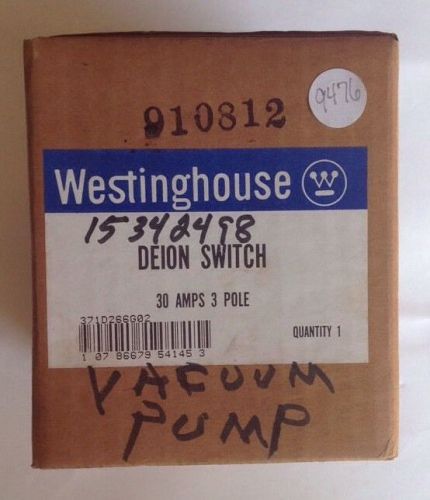 910812
9476
Westinghouse W
15342498
DEION SWITCH
30 AMPS 3 POLE
371D266G02
QUANTITY 1
1 07 86679 54145 3
VACUUM
PUMP